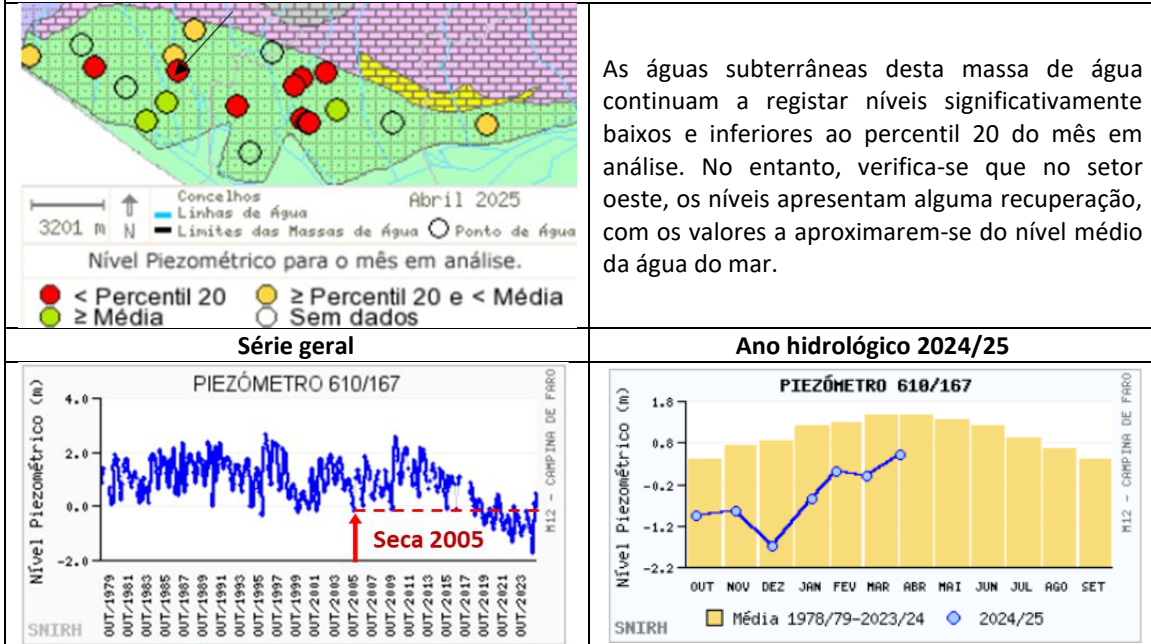 As águas subterrâneas desta massa de água
continuam a registar níveis significativamente
baixos e inferiores ao percentil 20 do mês em
análise. No entanto, verifica-se que no setor
oeste, os níveis apresentam alguma recuperação,
com os valores a aproximarem-se do nível médio
da água do mar.
3201 m
N
Concelhos
Abril 2025
Linhas de Água
Limites das Massas de Água
Ponto de Água
Nível Piezométrico para o mês em análise.
< Percentil 20
≥ Percentil 20 e < Média
≥ Média
Sem dados
Série geral
Ano hidrológico 2024/25
PIEZÓMETRO 610/167
Nível Piezométrico (m)
4.0
2.0
0.0
-2.0
Seca 2005
OUT/1979
OUT/1981
OUT/1983
OUT/1985
OUT/1987
OUT/1989
OUT/1991
OUT/1993
OUT/1995
OUT/1997
OUT/1999
OUT/2001
OUT/2003
OUT/2005
OUT/2007
OUT/2009
OUT/2011
OUT/2013
OUT/2015
OUT/2017
OUT/2019
OUT/2021
OUT/2023
M12 - CAMPINA DE FARO
SNIRH
PIEZÓMETRO 610/167
Nível Piezométrico (m)
1.8
0.8
-0.2
-1.2
-2.2
OUT NOV DEZ JAN FEV MAR ABR MAI JUN JUL AGO SET
Média 1978/79-2023/24
2024/25
M12 - CAMPINA DE FARO
SNIRH